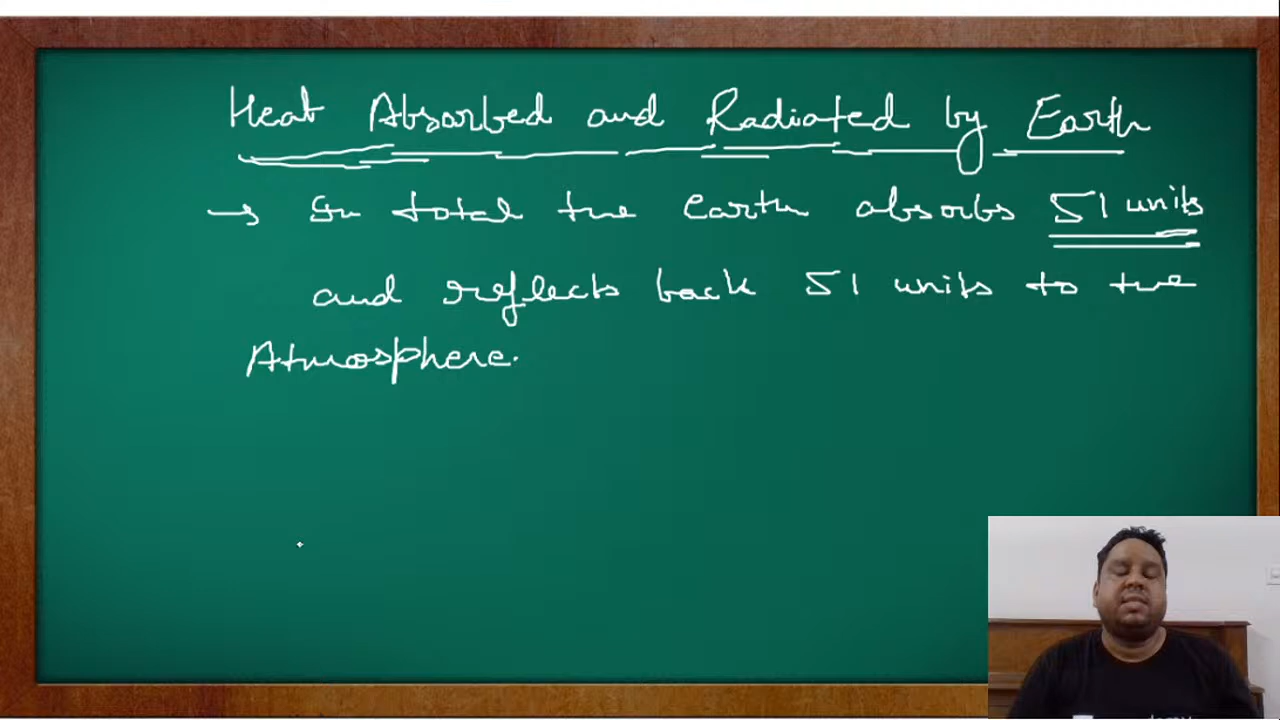 Heat Absorbed and Radiated by Earth
→ In total the earth absorbs 51 units
and reflects back 51 units to the
Atmosphere.